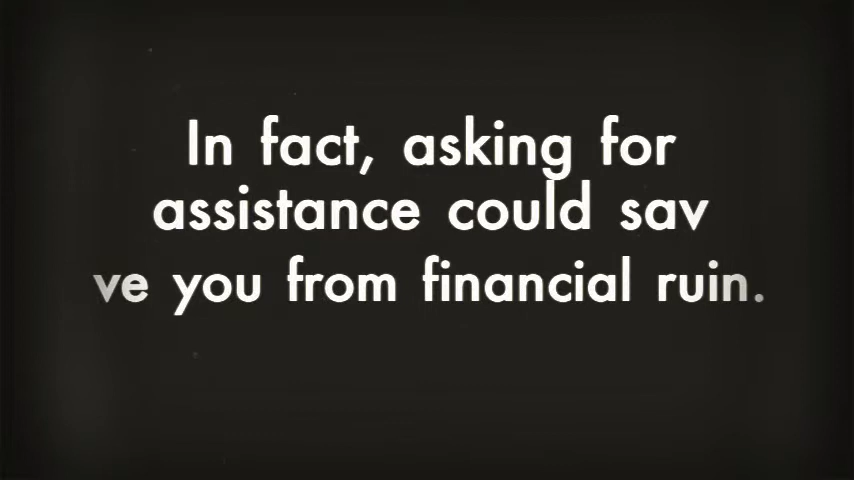 In fact, asking for
assistance could sav
ve you from financial ruin.